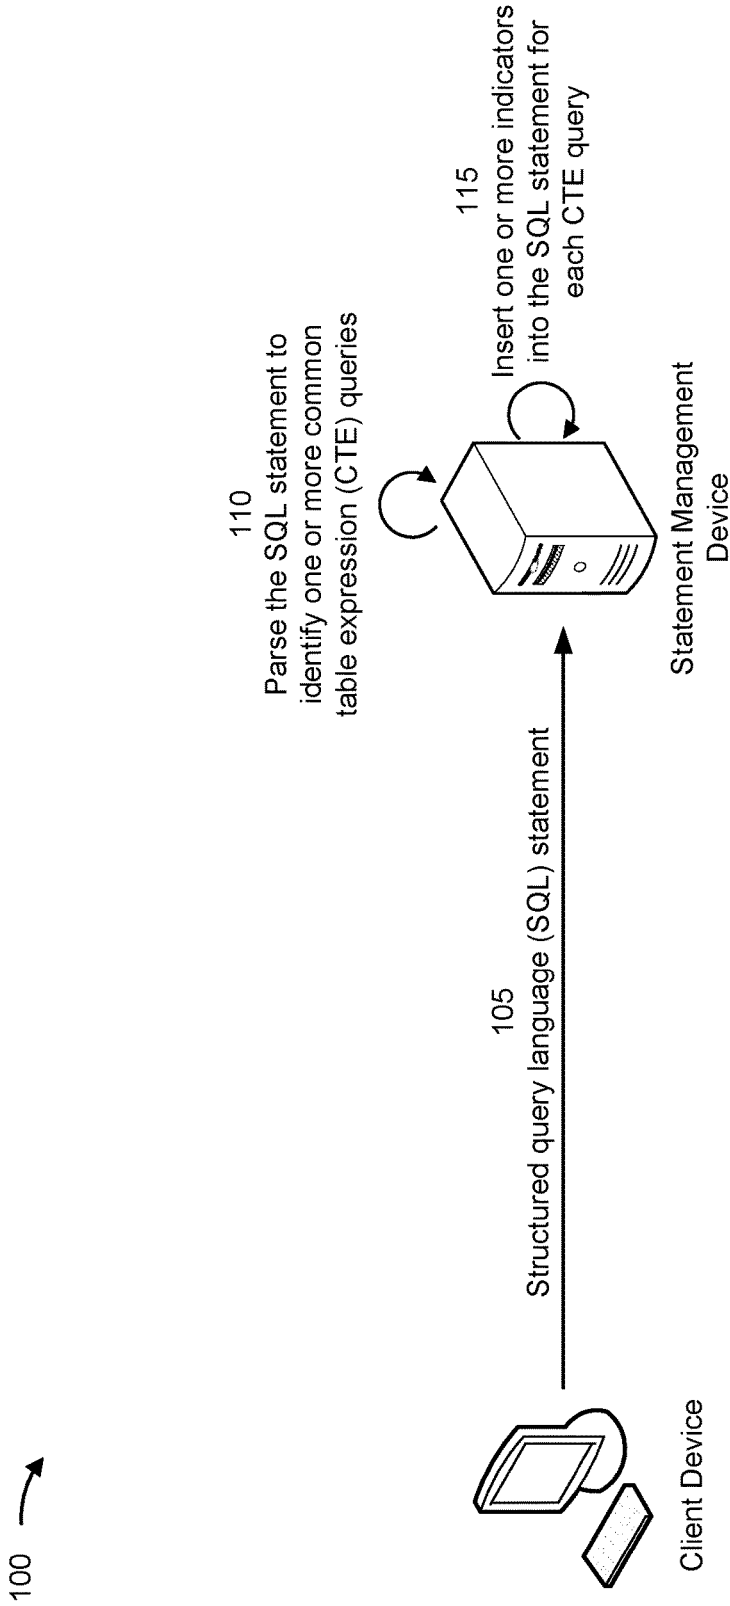 100
110
Parse the SQL statement to
identify one or more common
table expression (CTE) queries
115
Insert one or more indicators
into the SQL statement for
each CTE query
105
Structured query language (SQL) statement
Client Device
Statement Management
Device